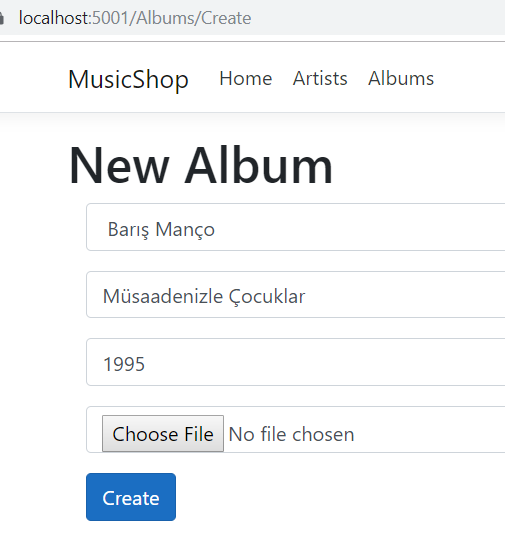 localhost:5001/Albums/Create
MusicShop Home Artists Albums
New Album
Barış Manço
Müsaadenizle Çocuklar
1995
Choose File No file chosen
Create